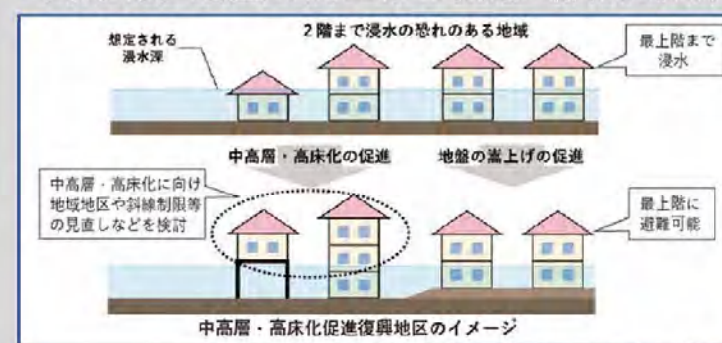 2階まで浸水の恐れのある地域
想定される
浸水深
最上階まで
浸水
中高層・高床化の促進
地盤の嵩上げの促進
中高層・高床化に向け
地域地区や斜線制限等
の見直しなどを検討
最上階に
避難可能
中高層・高床化促進復興地区のイメージ